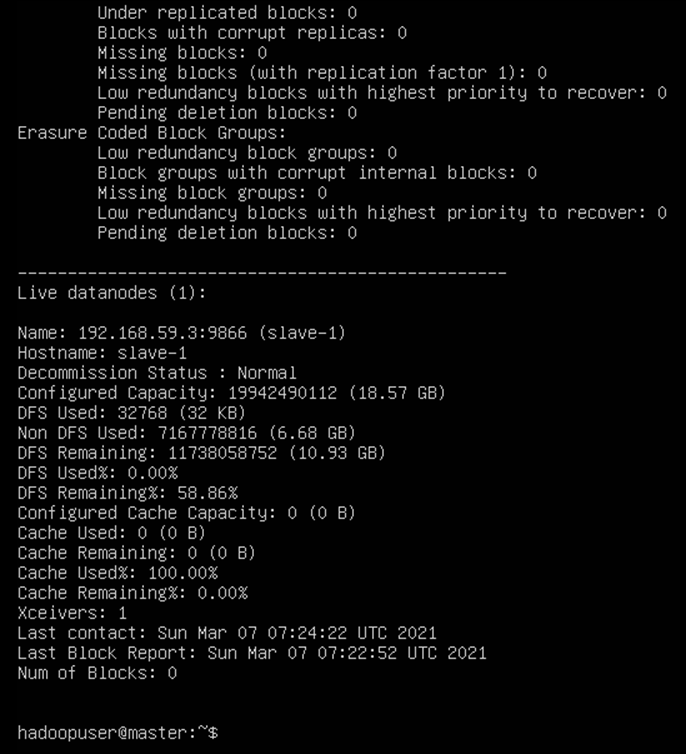 Under replicated blocks: 0
Blocks with corrupt replicas: 0
Missing blocks: 0
Missing blocks (with replication factor 1): 0
Low redundancy blocks with highest priority to recover: 0
Pending deletion blocks: 0
Erasure Coded Block Groups:
Low redundancy block groups: 0
Block groups with corrupt internal blocks: 0
Missing block groups: 0
Low redundancy blocks with highest priority to recover: 0
Pending deletion blocks: 0
-------------------------------------------------
Live datanodes (1):
Name: 192.168.59.3:9866 (slave-1)
Hostname: slave-1
Decommission Status : Normal
Configured Capacity: 19942490112 (18.57 GB)
DFS Used: 32768 (32 KB)
Non DFS Used: 7167778816 (6.68 GB)
DFS Remaining: 11738058752 (10.93 GB)
DFS Used%: 0.00%
DFS Remaining%: 58.86%
Configured Cache Capacity: 0 (0 B)
Cache Used: 0 (0 B)
Cache Remaining: 0 (0 B)
Cache Used%: 100.00%
Cache Remaining%: 0.00%
Xceivers: 1
Last contact: Sun Mar 07 07:24:22 UTC 2021
Last Block Report: Sun Mar 07 07:22:52 UTC 2021
Num of Blocks: 0
hadoopuser@master:~$